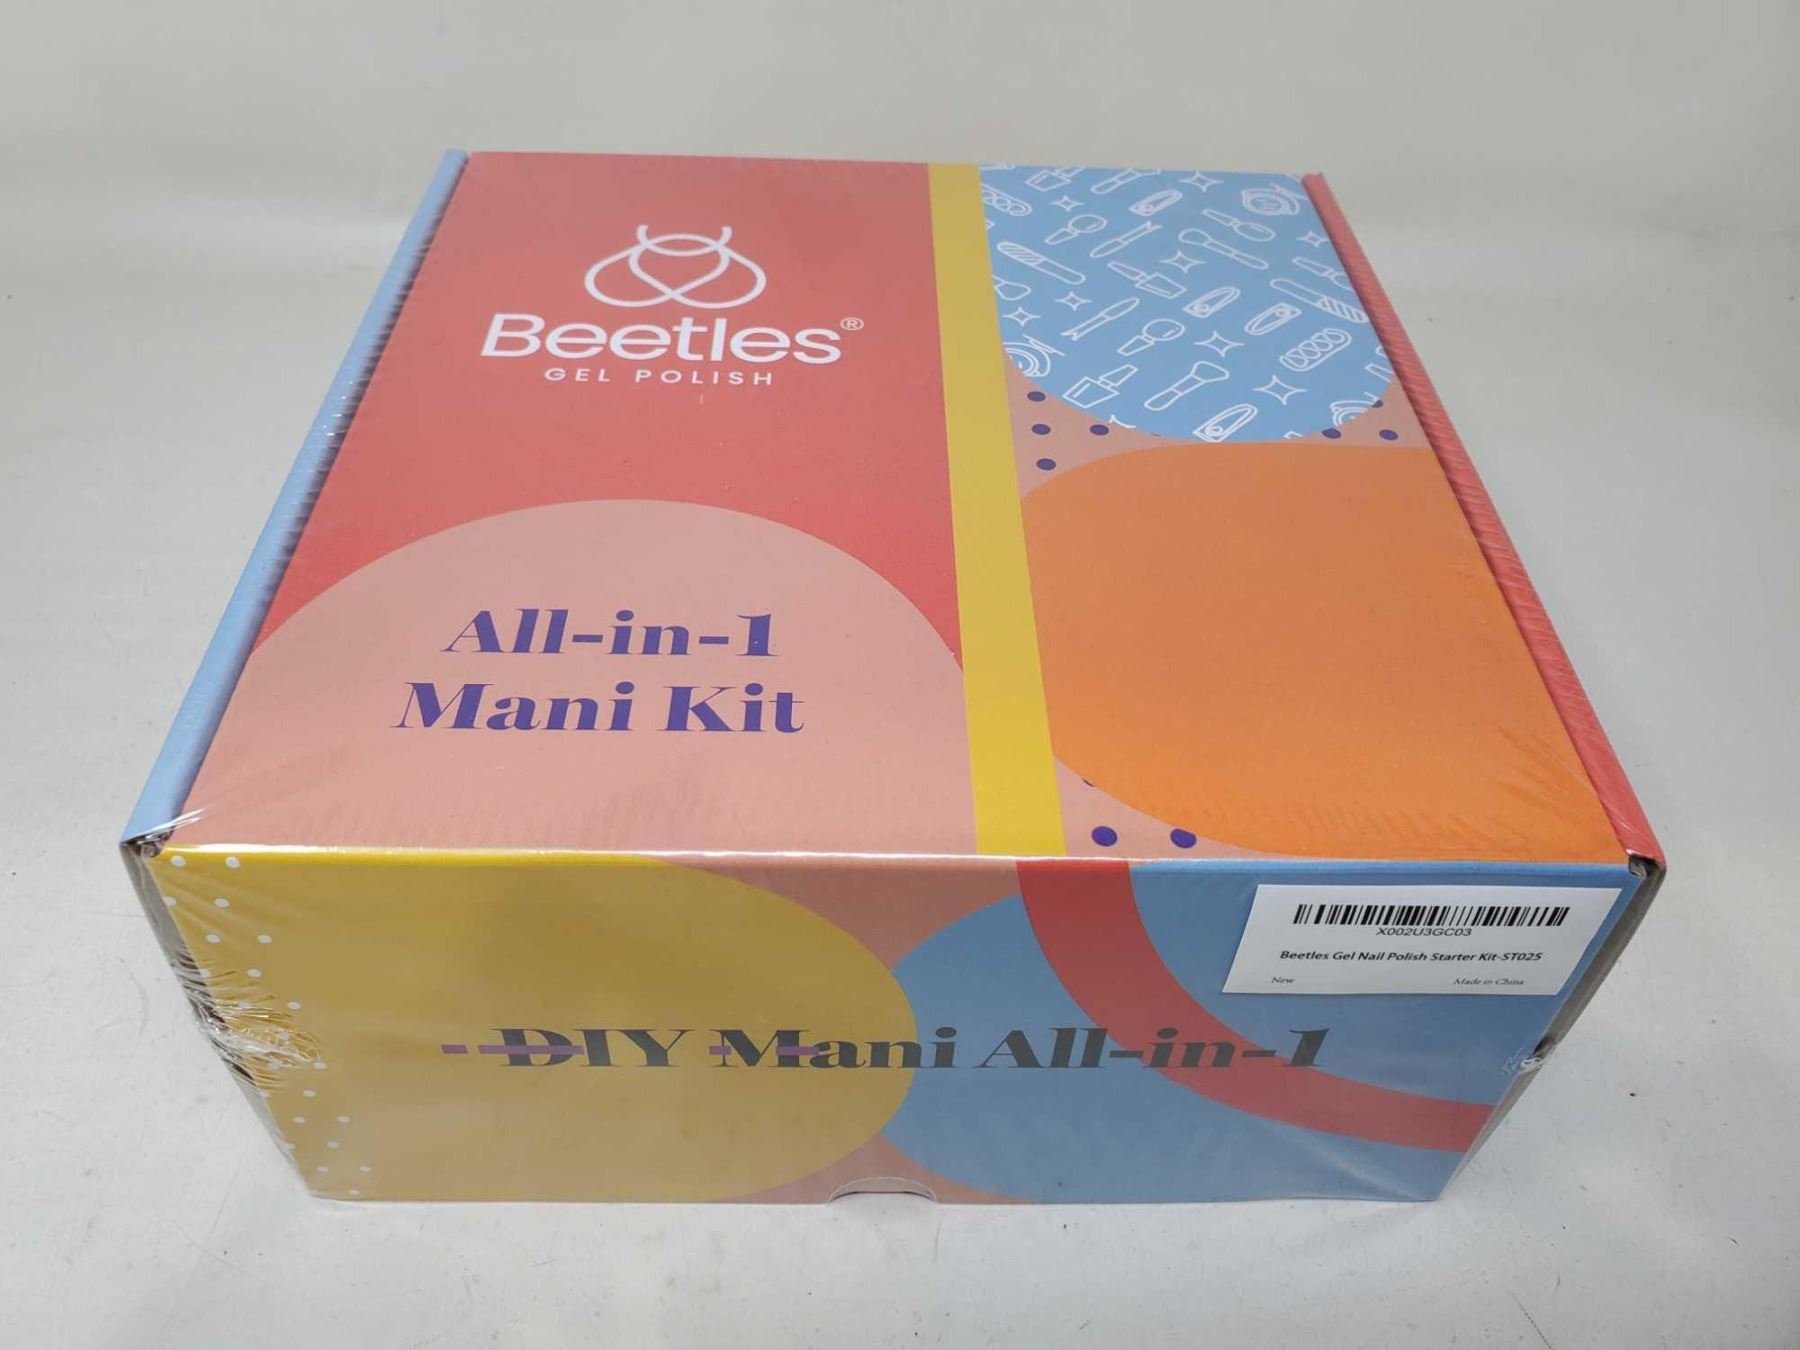 Beetles®
GEL POLISH
All-in-1
Mani Kit
X002U3GC03
Beetles Gel Nail Polish Starter Kit-ST025
New Made in China
DIY Mani All-in-1